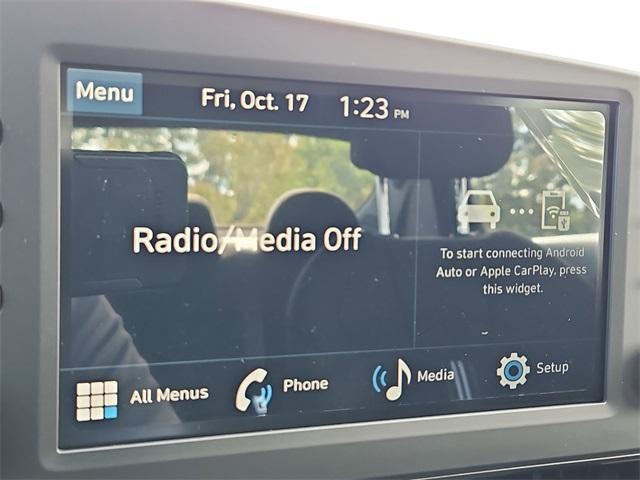 Menu
Fri, Oct. 17
1:23 PM
Radio/Media Off
To start connecting Android
Auto or Apple CarPlay, press
this widget.
All Menus
Phone
Media
Setup